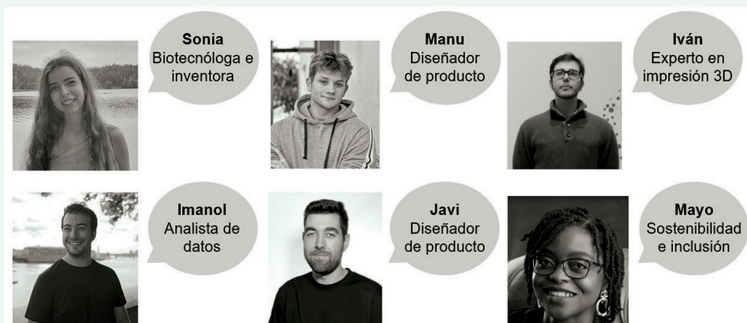 Sonia
Biotecnóloga e
inventora
Manu
Diseñador
de producto
Iván
Experto en
impresión 3D
Imanol
Analista de
datos
Javi
Diseñador
de producto
Mayo
Sostenibilidad
e inclusión